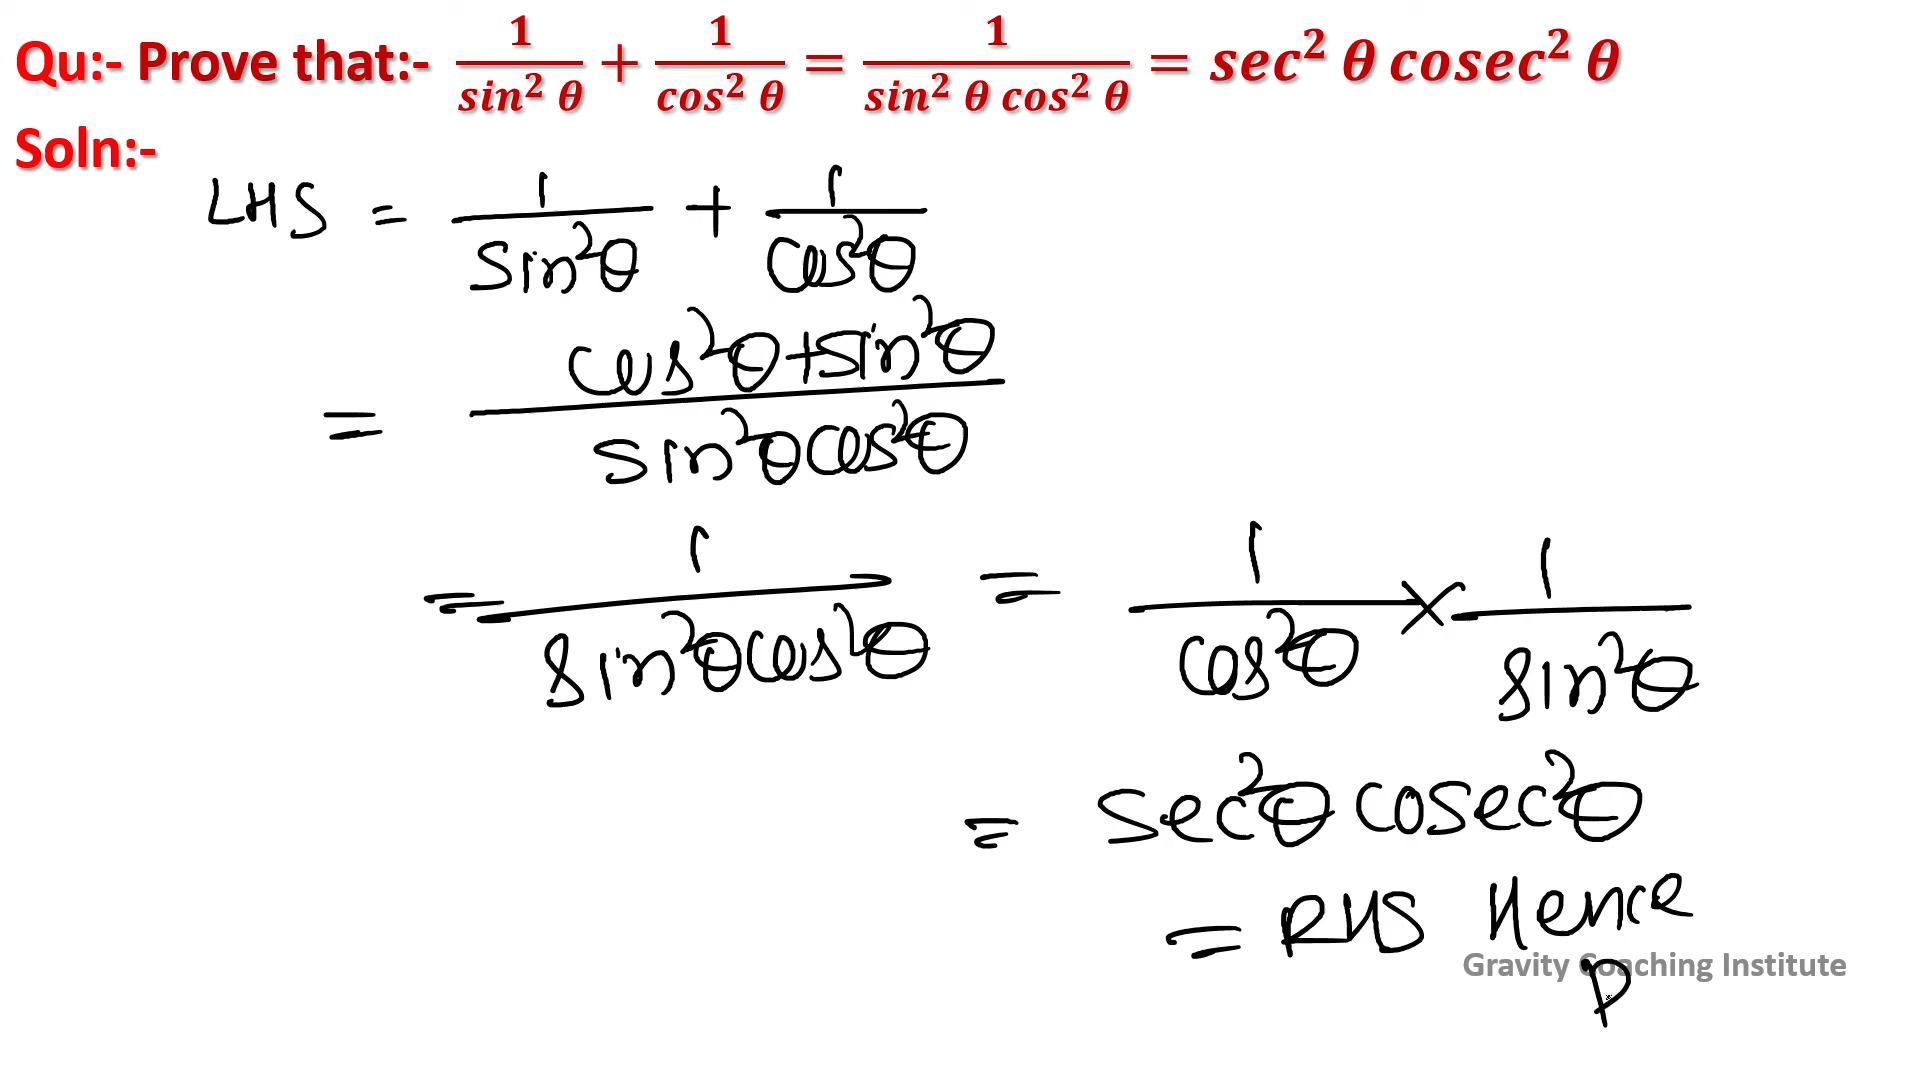 Qu:- Prove that:- 1/sin² θ + 1/cos² θ = 1/(sin² θ cos² θ) = sec² θ cosec² θ
Soln:-
LHS = 1/sin²θ + 1/cos²θ
= (cos²θ+sin²θ)/(sin²θcos²θ)
= 1/(sin²θcos²θ) = 1/cos²θ × 1/sin²θ
= sec²θ cosec²θ
= RHS Hence
Gravity Coaching Institute
P